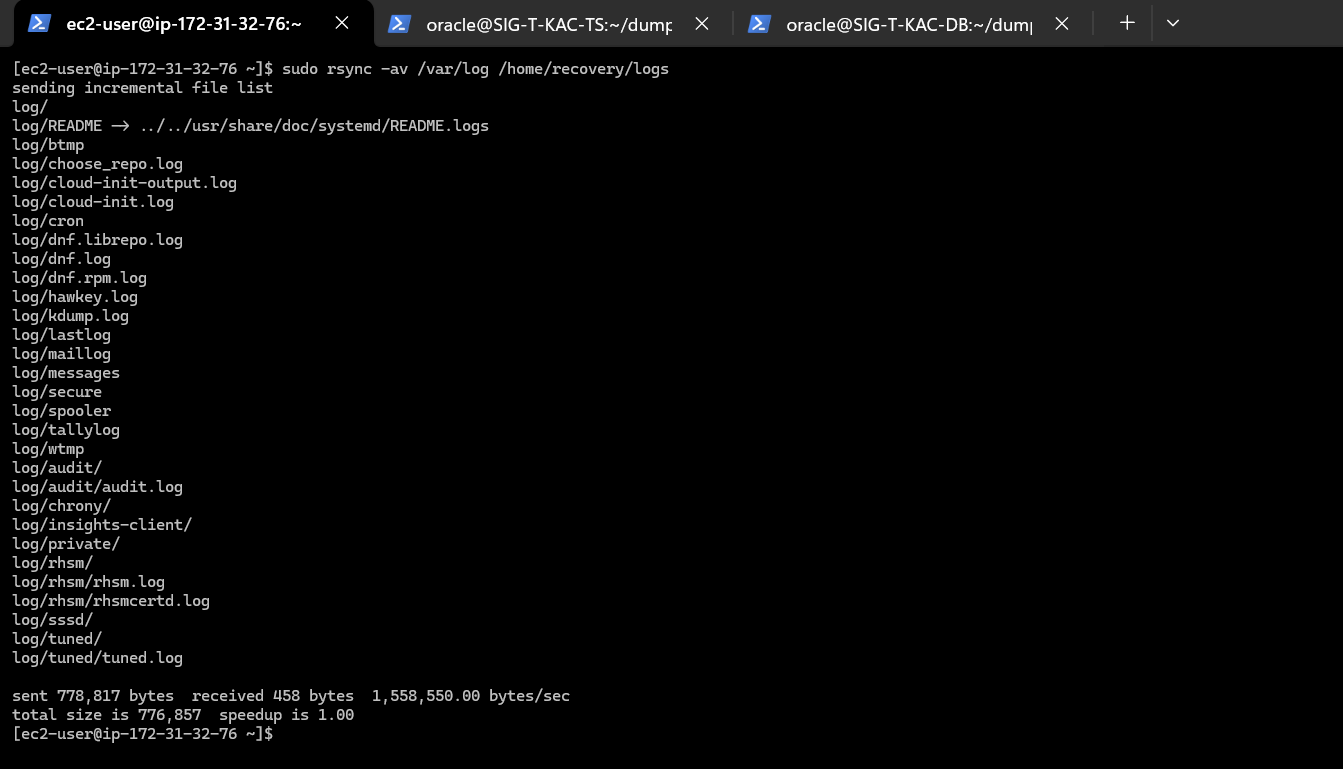 ec2-user@ip-172-31-32-76:~
oracle@SIG-T-KAC-TS:~/dump
oracle@SIG-T-KAC-DB:~/dump
[ec2-user@ip-172-31-32-76 ~]$ sudo rsync -av /var/log /home/recovery/logs
sending incremental file list
log/
log/README -> ../../usr/share/doc/systemd/README.logs
log/btmp
log/choose_repo.log
log/cloud-init-output.log
log/cloud-init.log
log/cron
log/dnf.librepo.log
log/dnf.log
log/dnf.rpm.log
log/hawkey.log
log/kdump.log
log/lastlog
log/maillog
log/messages
log/secure
log/spooler
log/tallylog
log/wtmp
log/audit/
log/audit/audit.log
log/chrony/
log/insights-client/
log/private/
log/rhsm/
log/rhsm/rhsm.log
log/rhsm/rhsmcertd.log
log/sssd/
log/tuned/
log/tuned/tuned.log
sent 778,817 bytes  received 458 bytes  1,558,550.00 bytes/sec
total size is 776,857  speedup is 1.00
[ec2-user@ip-172-31-32-76 ~]$